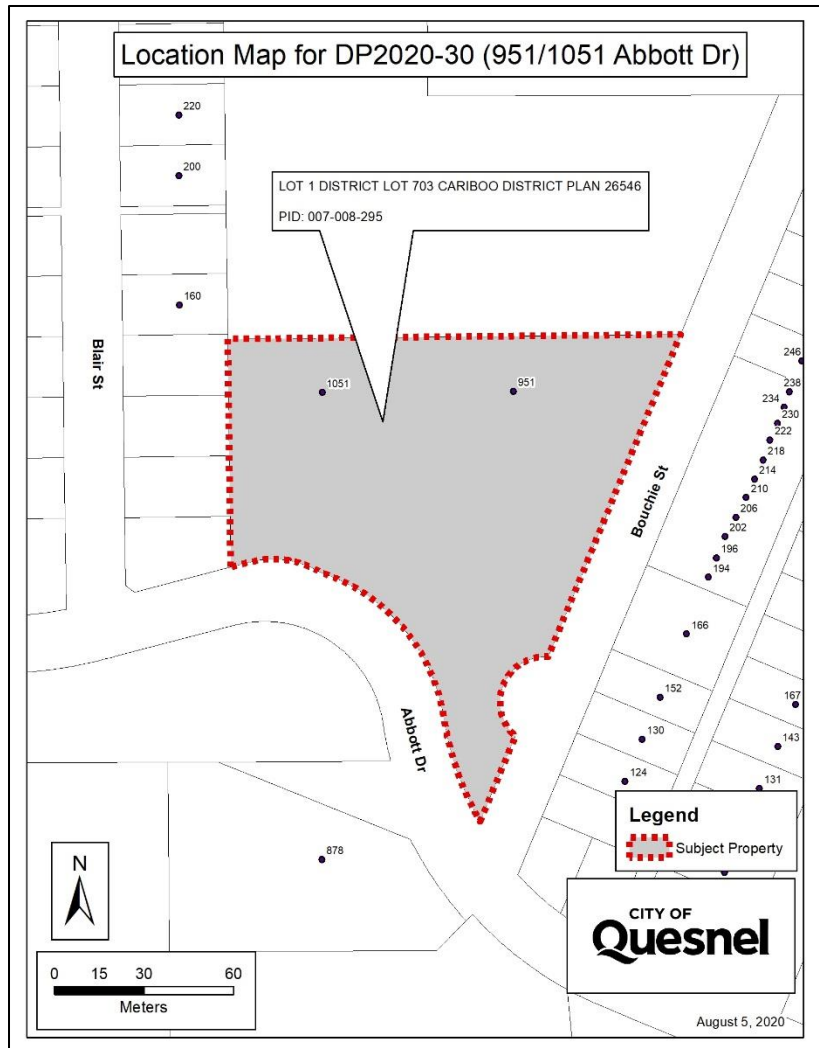 Location Map for DP2020-30 (951/1051 Abbott Dr)
220
200
LOT 1 DISTRICT LOT 703 CARIBOO DISTRICT PLAN 26546
PID: 007-008-295
160
Blair St
1051
951
246
238
234
230
222
218
214
210
206
202
196
194
Bouchie St
166
152
167
130
143
124
131
Abbott Dr
878
Legend
Subject Property
N
CITY OF
Quesnel
0 15 30 60
Meters
August 5, 2020